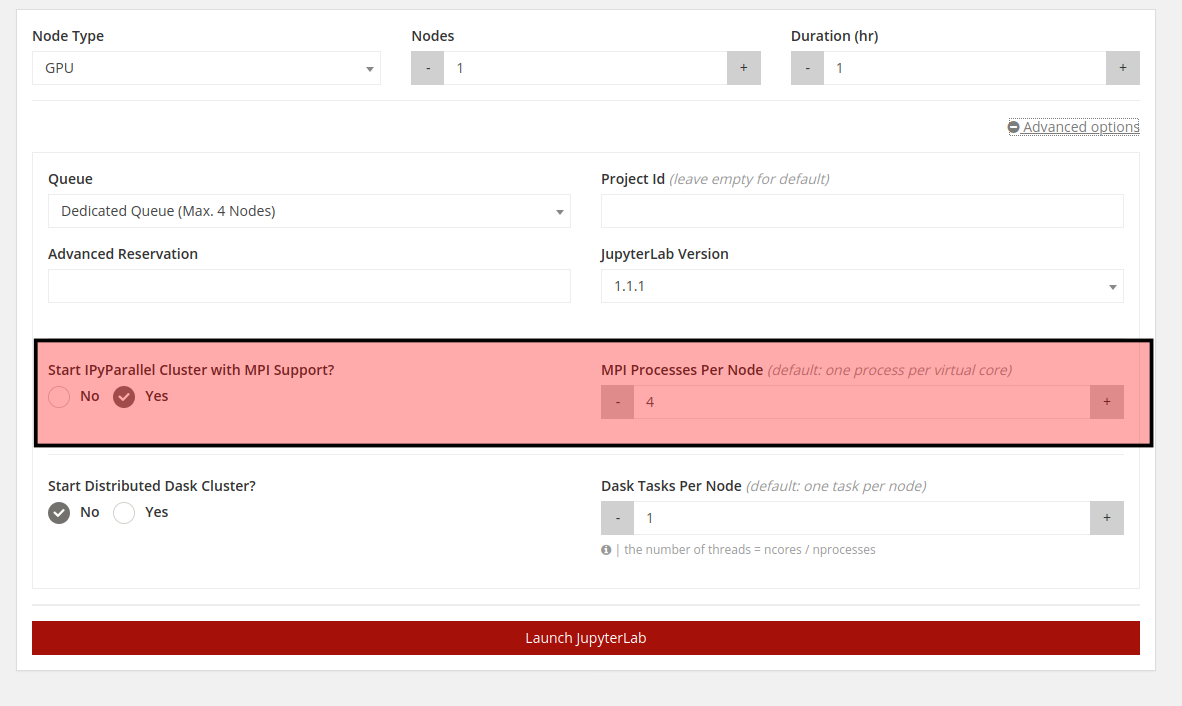 Node Type Nodes Duration (hr)
GPU - 1 + - 1 +
Advanced options
Queue Project Id (leave empty for default)
Dedicated Queue (Max. 4 Nodes)
Advanced Reservation JupyterLab Version
1.1.1
Start IPyParallel Cluster with MPI Support? MPI Processes Per Node (default: one process per virtual core)
No Yes - 4 +
Start Distributed Dask Cluster? Dask Tasks Per Node (default: one task per node)
No Yes - 1 +
| the number of threads = ncores / nprocesses
Launch JupyterLab